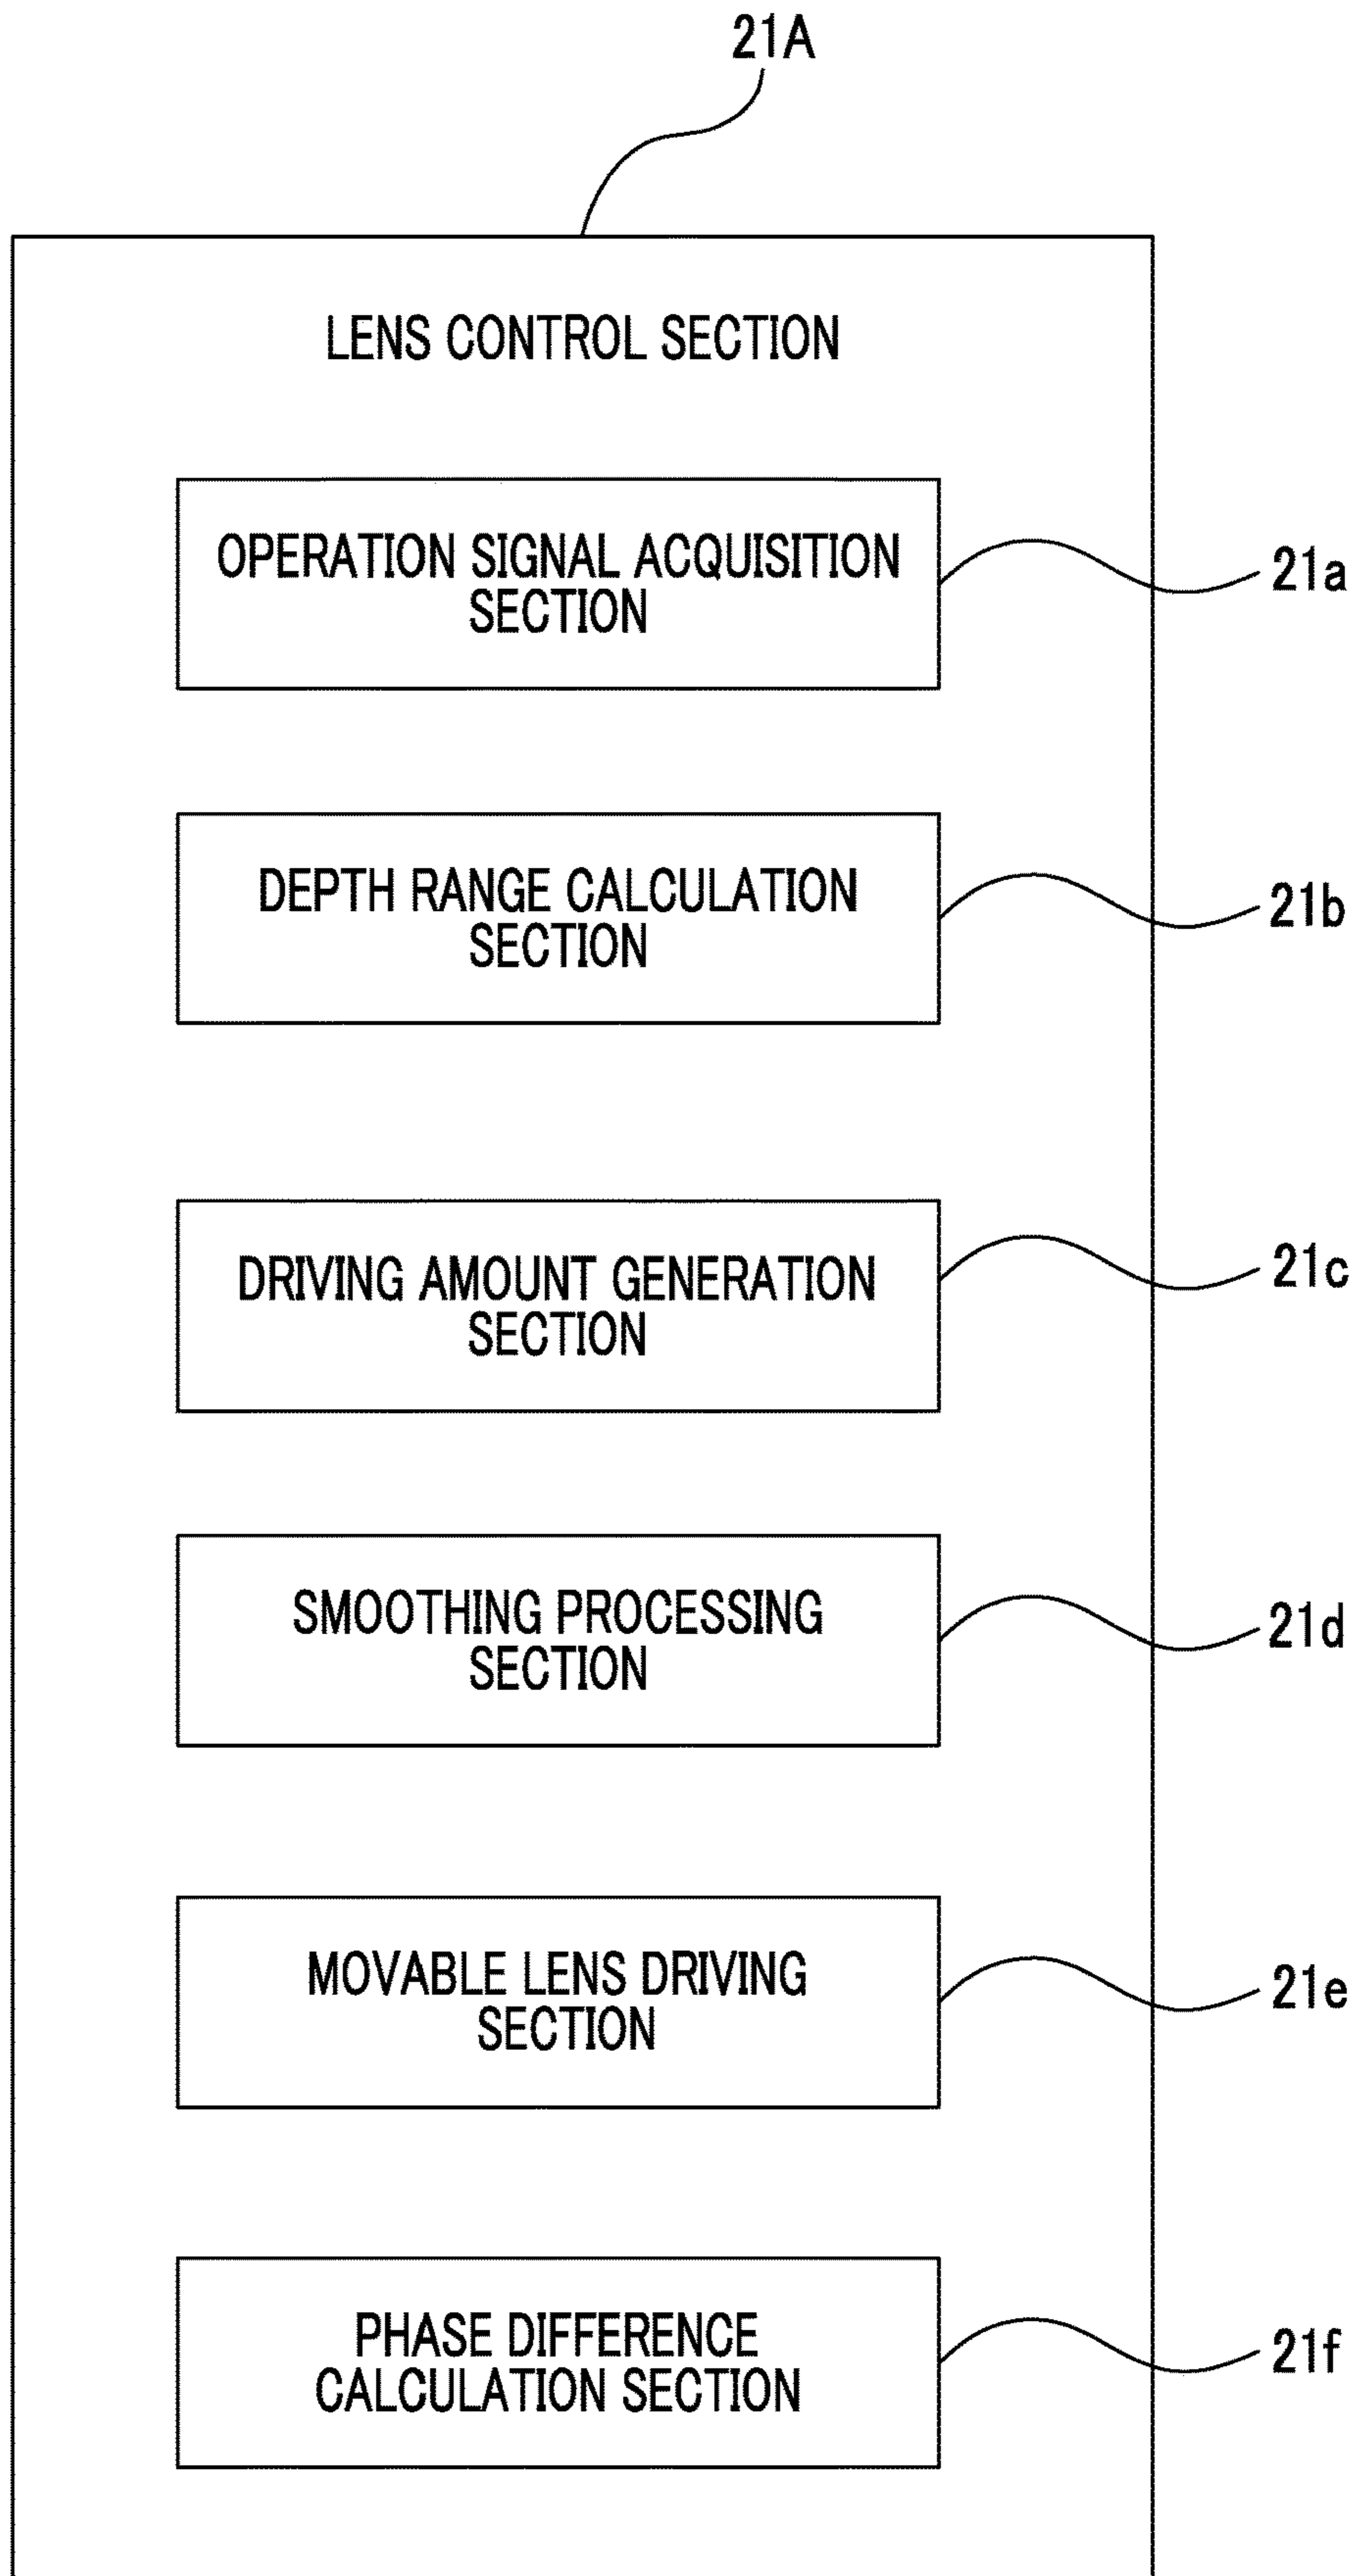 21A
LENS CONTROL SECTION
OPERATION SIGNAL ACQUISITION
SECTION
21a
DEPTH RANGE CALCULATION
SECTION
21b
DRIVING AMOUNT GENERATION
SECTION
21c
SMOOTHING PROCESSING
SECTION
21d
MOVABLE LENS DRIVING
SECTION
21e
PHASE DIFFERENCE
CALCULATION SECTION
21f